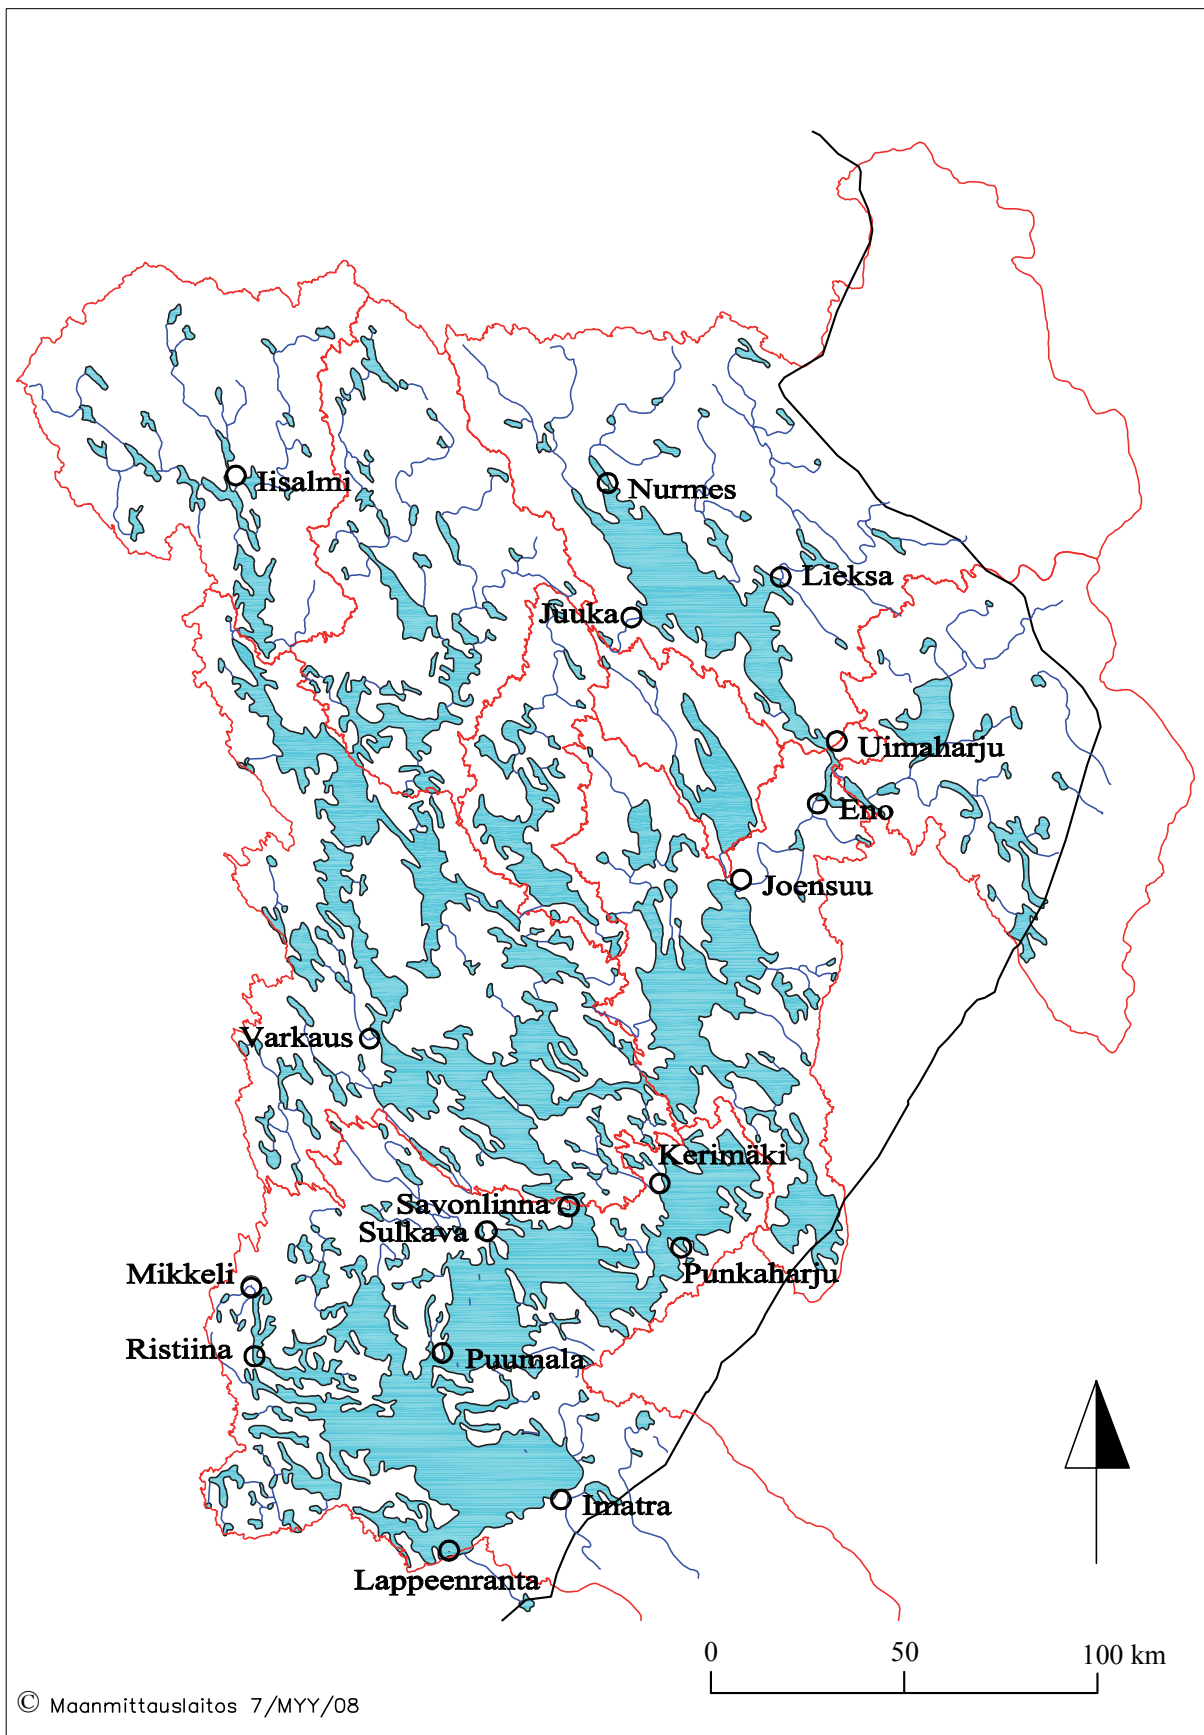 Iisalmi
Nurmes
Lieksa
Juuka
Uimaharju
Eno
Joensuu
Varkaus
Kerimäki
Savonlinna
Sulkava
Punkaharju
Mikkeli
Ristiina
Puumala
Imatra
Lappeenranta
0 50 100 km
© Maanmittauslaitos 7/MYY/08